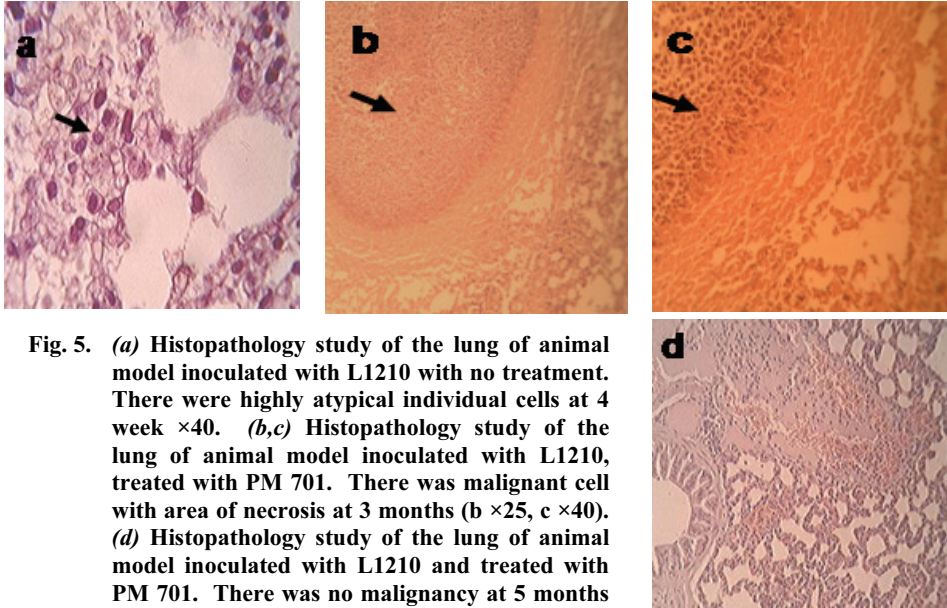 a
b
c
d
Fig. 5. (a) Histopathology study of the lung of animal
model inoculated with L1210 with no treatment.
There were highly atypical individual cells at 4
week ×40. (b,c) Histopathology study of the
lung of animal model inoculated with L1210,
treated with PM 701. There was malignant cell
with area of necrosis at 3 months (b ×25, c ×40).
(d) Histopathology study of the lung of animal
model inoculated with L1210 and treated with
PM 701. There was no malignancy at 5 months